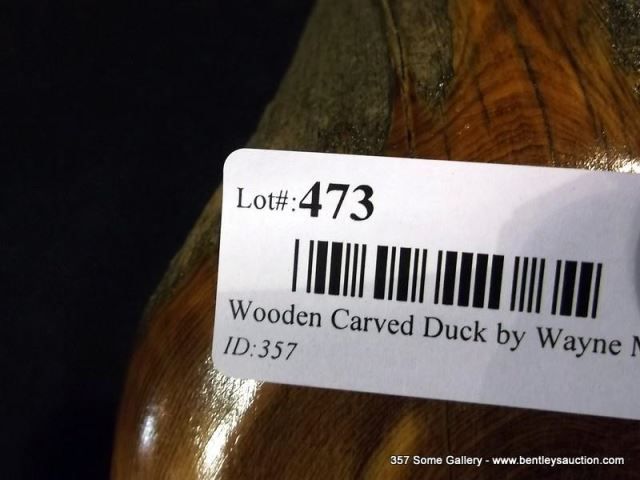 Lot#:473
Wooden Carved Duck by Wayne
ID:357
357 Some Gallery - www.bentleysauction.com